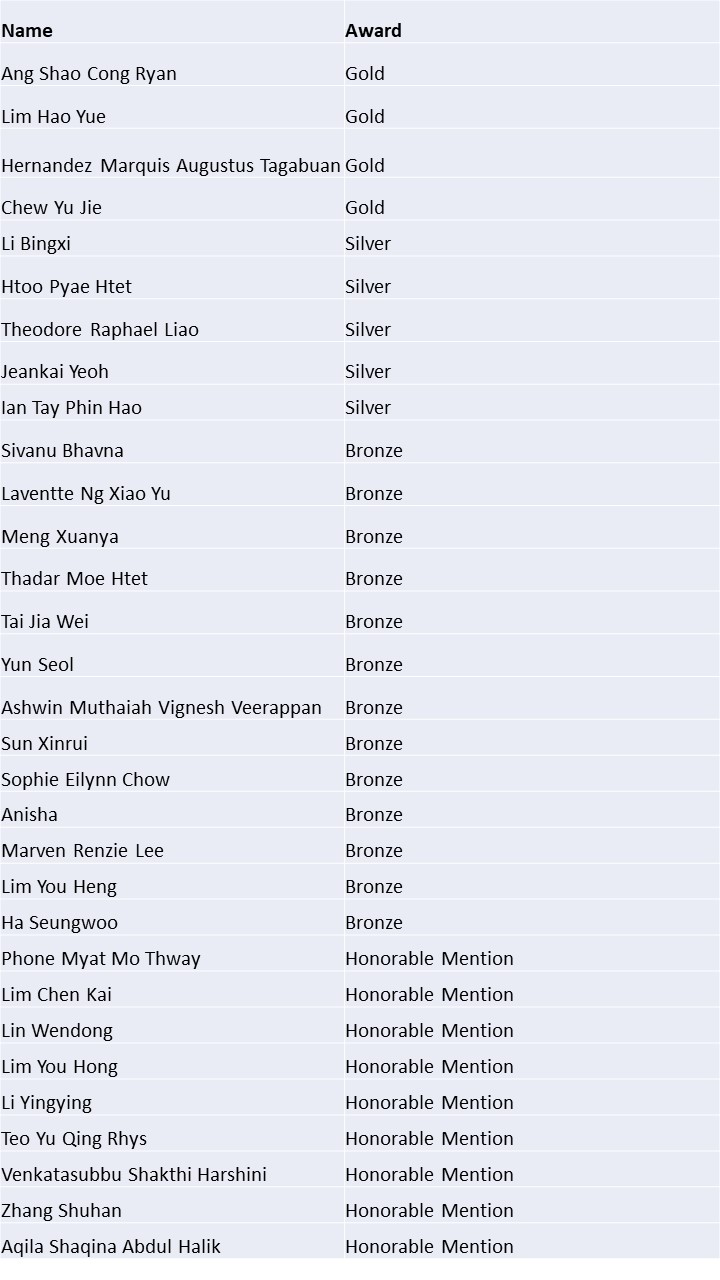 Name Award
Ang Shao Cong Ryan Gold
Lim Hao Yue Gold
Hernandez Marquis Augustus Tagabuan Gold
Chew Yu Jie Gold
Li Bingxi Silver
Htoo Pyae Htet Silver
Theodore Raphael Liao Silver
Jeankai Yeoh Silver
Ian Tay Phin Hao Silver
Sivanu Bhavna Bronze
Laventte Ng Xiao Yu Bronze
Meng Xuanya Bronze
Thadar Moe Htet Bronze
Tai Jia Wei Bronze
Yun Seol Bronze
Ashwin Muthaiah Vignesh Veerappan Bronze
Sun Xinrui Bronze
Sophie Eilynn Chow Bronze
Anisha Bronze
Marven Renzie Lee Bronze
Lim You Heng Bronze
Ha Seungwoo Bronze
Phone Myat Mo Thway Honorable Mention
Lim Chen Kai Honorable Mention
Lin Wendong Honorable Mention
Lim You Hong Honorable Mention
Li Yingying Honorable Mention
Teo Yu Qing Rhys Honorable Mention
Venkatasubbu Shakthi Harshini Honorable Mention
Zhang Shuhan Honorable Mention
Aqila Shaqina Abdul Halik Honorable Mention